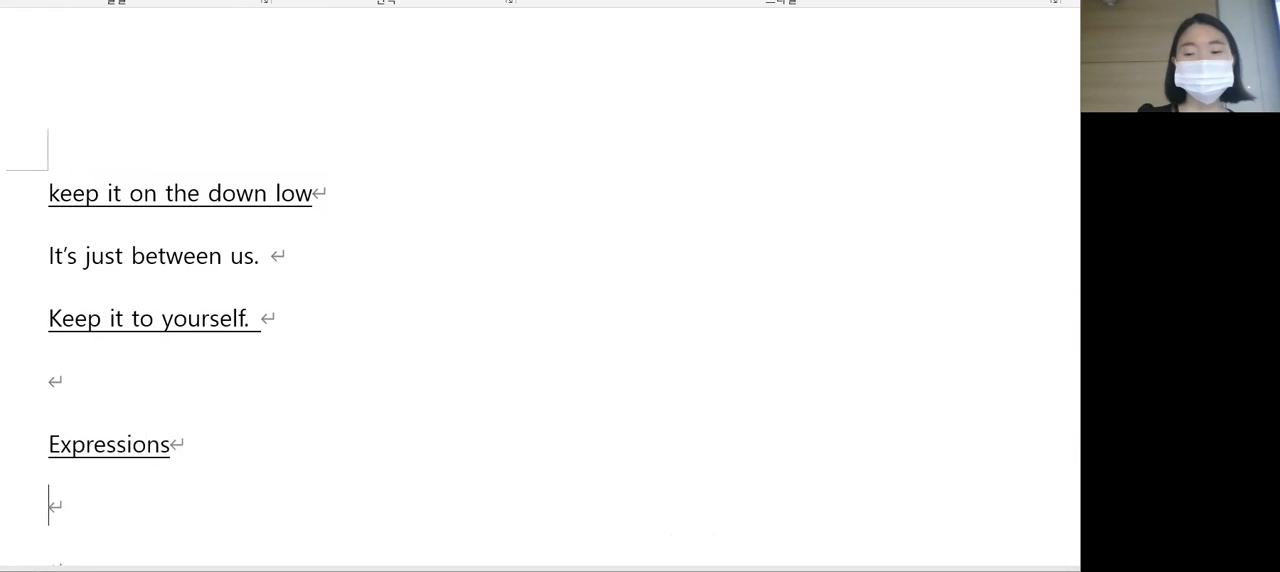 keep it on the down low
It's just between us.
Keep it to yourself.
Expressions